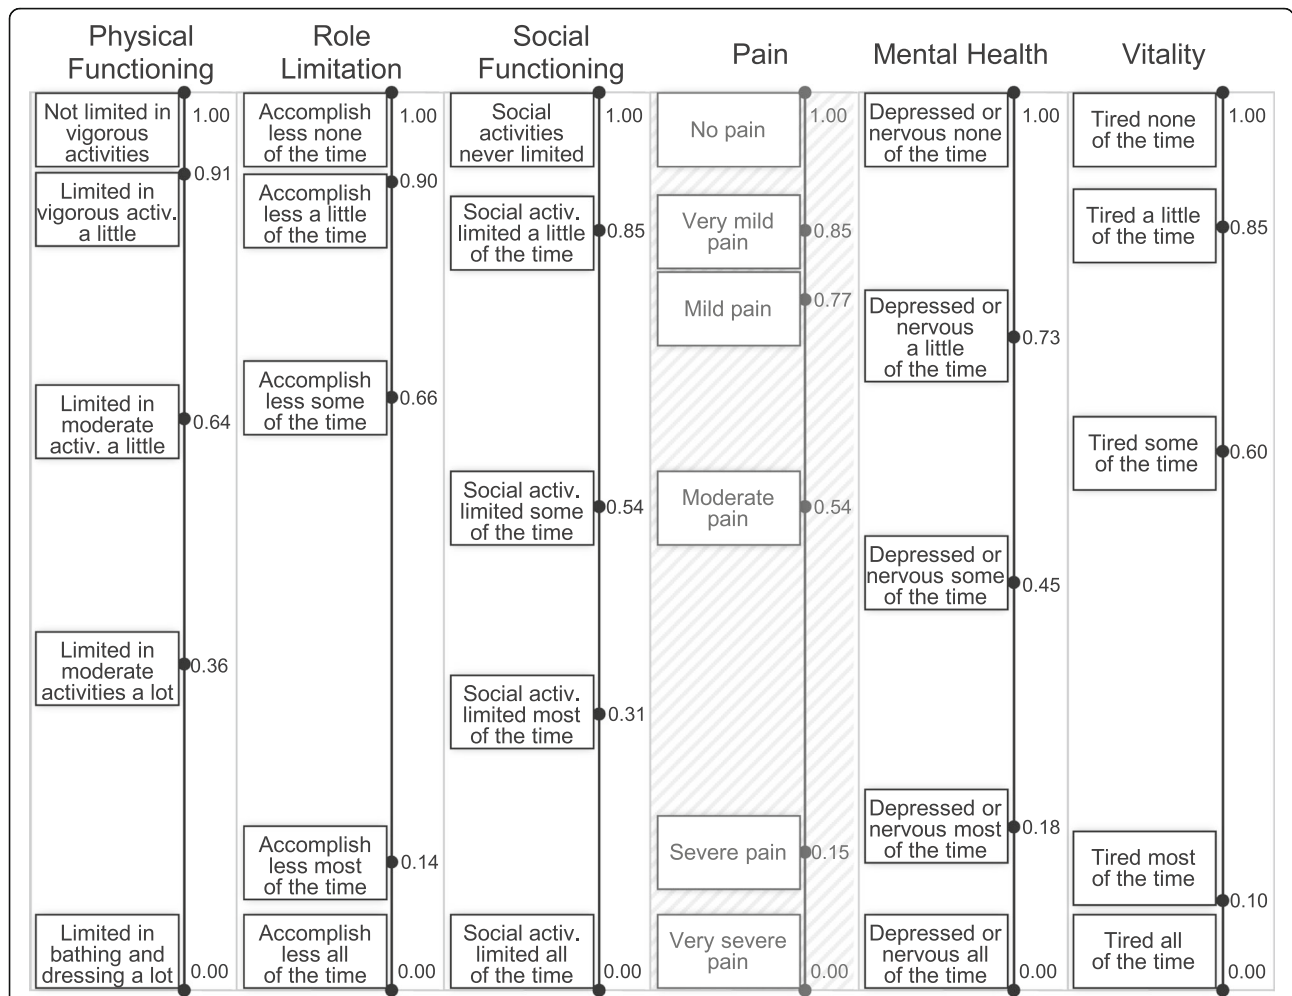 Physical
Functioning
Not limited in
vigorous
activities
1.00
0.91
Limited in
vigorous activ.
a little
Limited in
moderate
activ. a little
0.64
Limited in
moderate
activities a lot
0.36
Limited in
bathing and
dressing a lot
0.00
Role
Limitation
Accomplish
less none
of the time
1.00
Accomplish
less a little
of the time
0.90
Accomplish
less some
of the time
0.66
Accomplish
less most
of the time
0.14
Accomplish
less all
of the time
0.00
Social
Functioning
Social
activities
never limited
1.00
Social activ.
limited a little
of the time
0.85
Social activ.
limited some
of the time
0.54
Social activ.
limited most
of the time
0.31
Social activ.
limited all
of the time
0.00
Pain
No pain
1.00
Very mild
pain
0.85
Mild pain
0.77
Moderate
pain
0.54
Severe pain
0.15
Very severe
pain
0.00
Mental Health
Depressed or
nervous none
of the time
1.00
Depressed or
nervous
a little
of the time
0.73
Depressed or
nervous some
of the time
0.45
Depressed or
nervous most
of the time
0.18
Depressed or
nervous all
of the time
0.00
Vitality
Tired none
of the time
1.00
Tired a little
of the time
0.85
Tired some
of the time
0.60
Tired most
of the time
0.10
Tired all
of the time
0.00